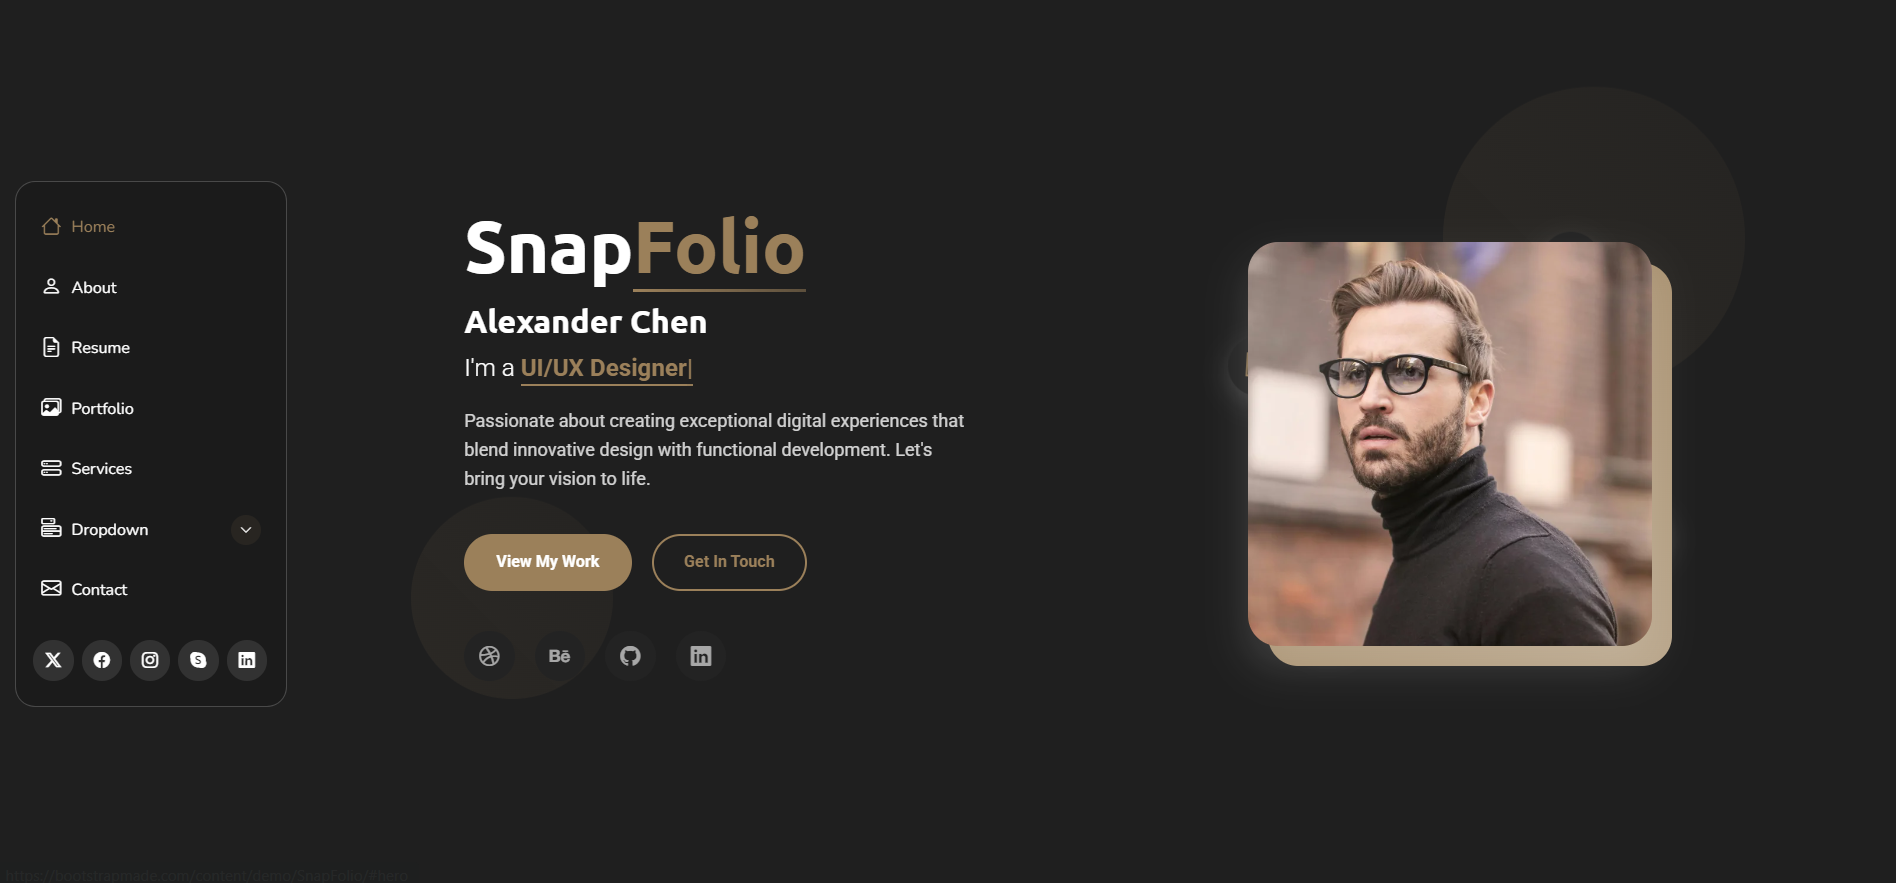 Home
About
Resume
Portfolio
Services
Dropdown
Contact
SnapFolio
Alexander Chen
I'm a UI/UX Designer|
Passionate about creating exceptional digital experiences that
blend innovative design with functional development. Let's
bring your vision to life.
View My Work
Get In Touch
https://bootstrapmade.com/content/demo/SnapFolio/#hero